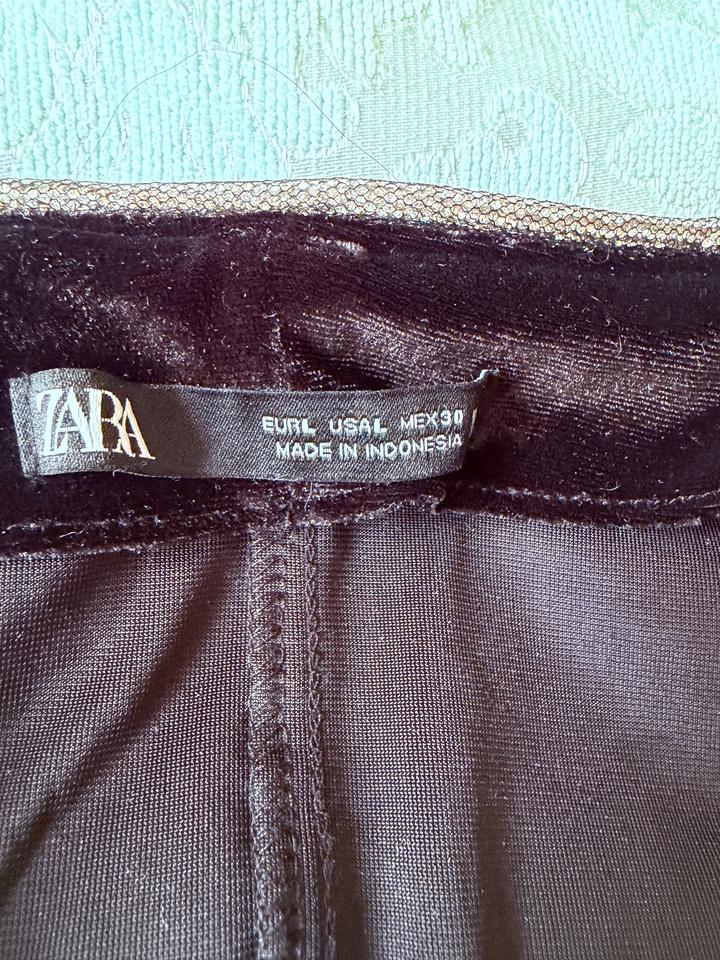 ZARA
EUR L USA L MEX 30
MADE IN INDONESIA